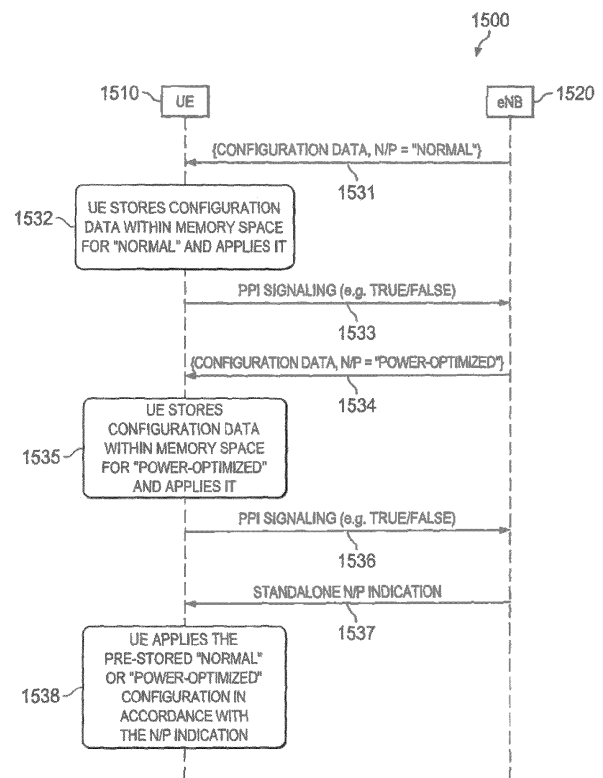 1500
1510
UE
eNB
1520
{CONFIGURATION DATA, N/P = "NORMAL"}
1531
1532
UE STORES CONFIGURATION
DATA WITHIN MEMORY SPACE
FOR "NORMAL" AND APPLIES IT
PPI SIGNALING (e.g. TRUE/FALSE)
1533
{CONFIGURATION DATA, N/P = "POWER-OPTIMIZED"}
1534
1535
UE STORES
CONFIGURATION DATA
WITHIN MEMORY SPACE
FOR "POWER-OPTIMIZED"
AND APPLIES IT
PPI SIGNALING (e.g. TRUE/FALSE)
1536
STANDALONE N/P INDICATION
1537
1538
UE APPLIES THE
PRE-STORED "NORMAL"
OR "POWER-OPTIMIZED"
CONFIGURATION IN
ACCORDANCE WITH
THE N/P INDICATION